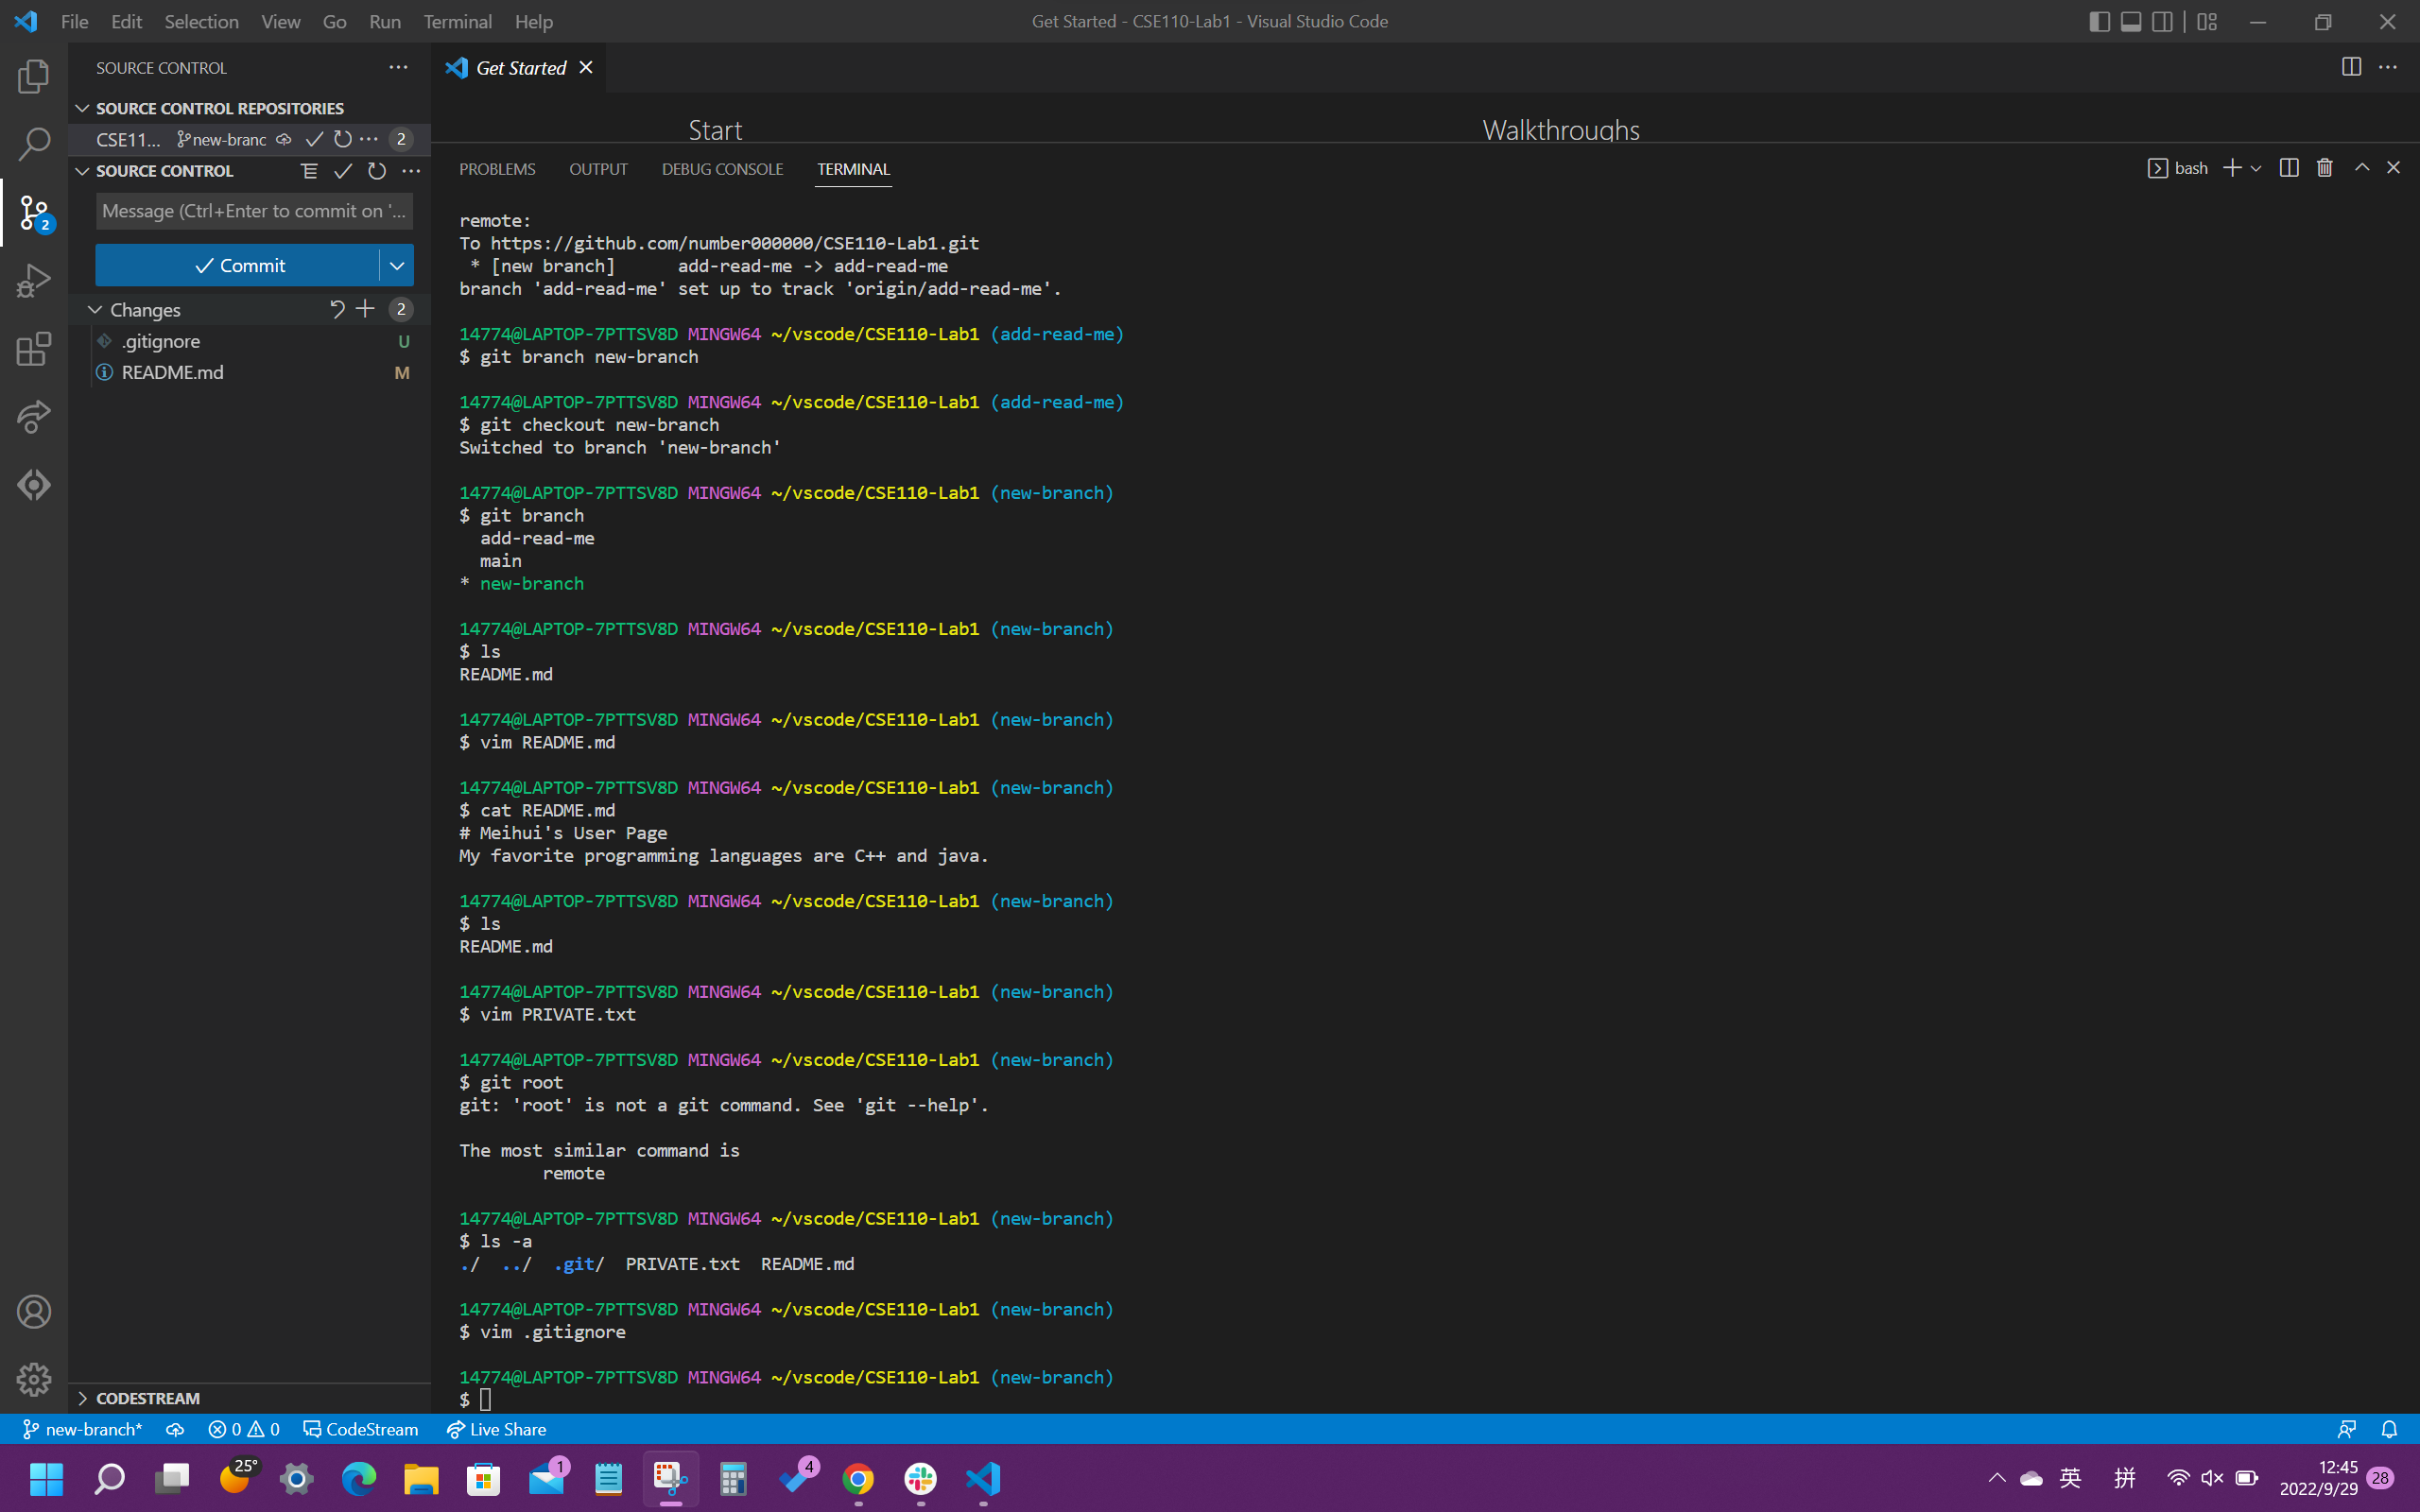 File Edit Selection View Go Run Terminal Help
Get Started - CSE110-Lab1 - Visual Studio Code
SOURCE CONTROL
SOURCE CONTROL REPOSITORIES
CSE11... new-branc 2
SOURCE CONTROL
Message (Ctrl+Enter to commit on '...
Commit
Changes 2
.gitignore U
README.md M
2
CODESTREAM
Get Started
Start
Walkthroughs
PROBLEMS OUTPUT DEBUG CONSOLE TERMINAL
bash
remote:
To https://github.com/number000000/CSE110-Lab1.git
* [new branch] add-read-me -> add-read-me
branch 'add-read-me' set up to track 'origin/add-read-me'.
14774@LAPTOP-7PTTSV8D MINGW64 ~/vscode/CSE110-Lab1 (add-read-me)
$ git branch new-branch
14774@LAPTOP-7PTTSV8D MINGW64 ~/vscode/CSE110-Lab1 (add-read-me)
$ git checkout new-branch
Switched to branch 'new-branch'
14774@LAPTOP-7PTTSV8D MINGW64 ~/vscode/CSE110-Lab1 (new-branch)
$ git branch
add-read-me
main
* new-branch
14774@LAPTOP-7PTTSV8D MINGW64 ~/vscode/CSE110-Lab1 (new-branch)
$ ls
README.md
14774@LAPTOP-7PTTSV8D MINGW64 ~/vscode/CSE110-Lab1 (new-branch)
$ vim README.md
14774@LAPTOP-7PTTSV8D MINGW64 ~/vscode/CSE110-Lab1 (new-branch)
$ cat README.md
# Meihui's User Page
My favorite programming languages are C++ and java.
14774@LAPTOP-7PTTSV8D MINGW64 ~/vscode/CSE110-Lab1 (new-branch)
$ ls
README.md
14774@LAPTOP-7PTTSV8D MINGW64 ~/vscode/CSE110-Lab1 (new-branch)
$ vim PRIVATE.txt
14774@LAPTOP-7PTTSV8D MINGW64 ~/vscode/CSE110-Lab1 (new-branch)
$ git root
git: 'root' is not a git command. See 'git --help'.
The most similar command is
remote
14774@LAPTOP-7PTTSV8D MINGW64 ~/vscode/CSE110-Lab1 (new-branch)
$ ls -a
./ ../ .git/ PRIVATE.txt README.md
14774@LAPTOP-7PTTSV8D MINGW64 ~/vscode/CSE110-Lab1 (new-branch)
$ vim .gitignore
14774@LAPTOP-7PTTSV8D MINGW64 ~/vscode/CSE110-Lab1 (new-branch)
$
new-branch* 0 0 CodeStream Live Share
25° 1 4 英 拼 12:45
2022/9/29 28